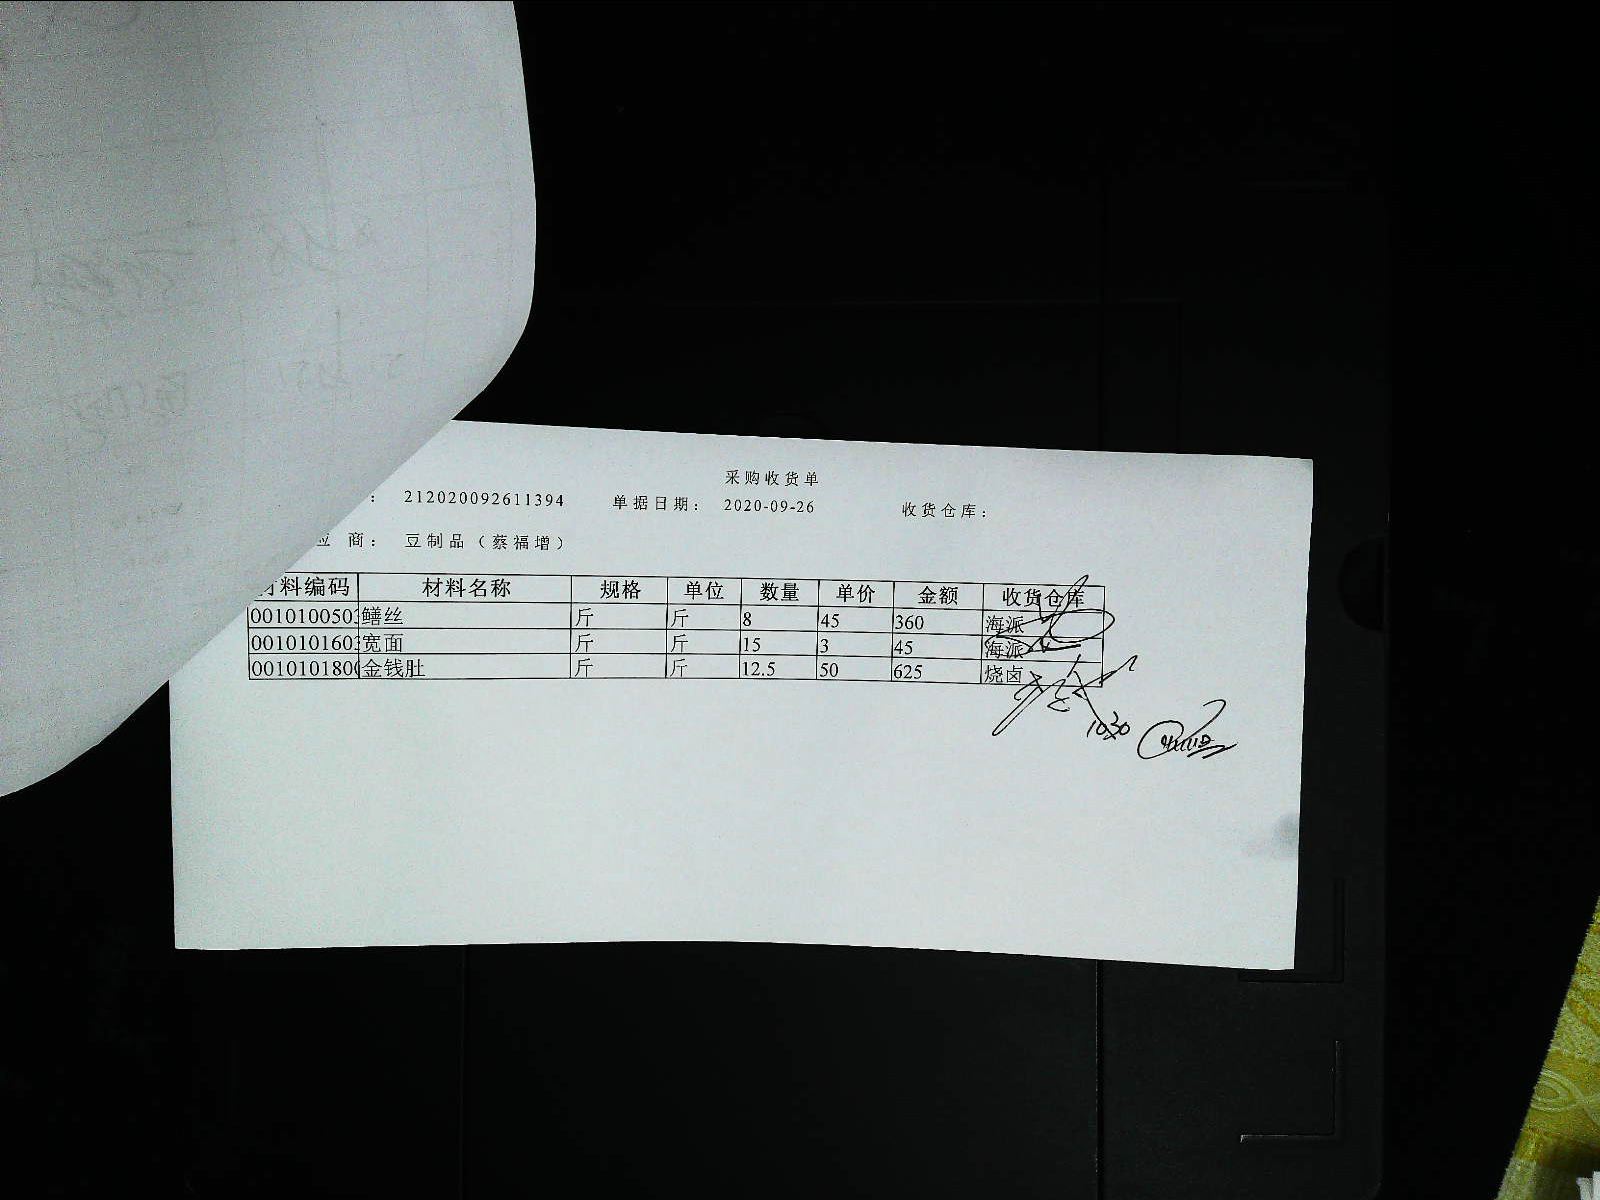 采购收货单
：212020092611394 单据日期：2020-09-26 收货仓库：
应商：豆制品（蔡福增）
材料编码 材料名称 规格 单位 数量 单价 金额 收货仓库
001010050 鳝丝 斤 斤 8 45 360 海派
001010160 宽面 斤 斤 15 3 45 海派
001010180 金钱肚 斤 斤 12.5 50 625 烧卤
1030